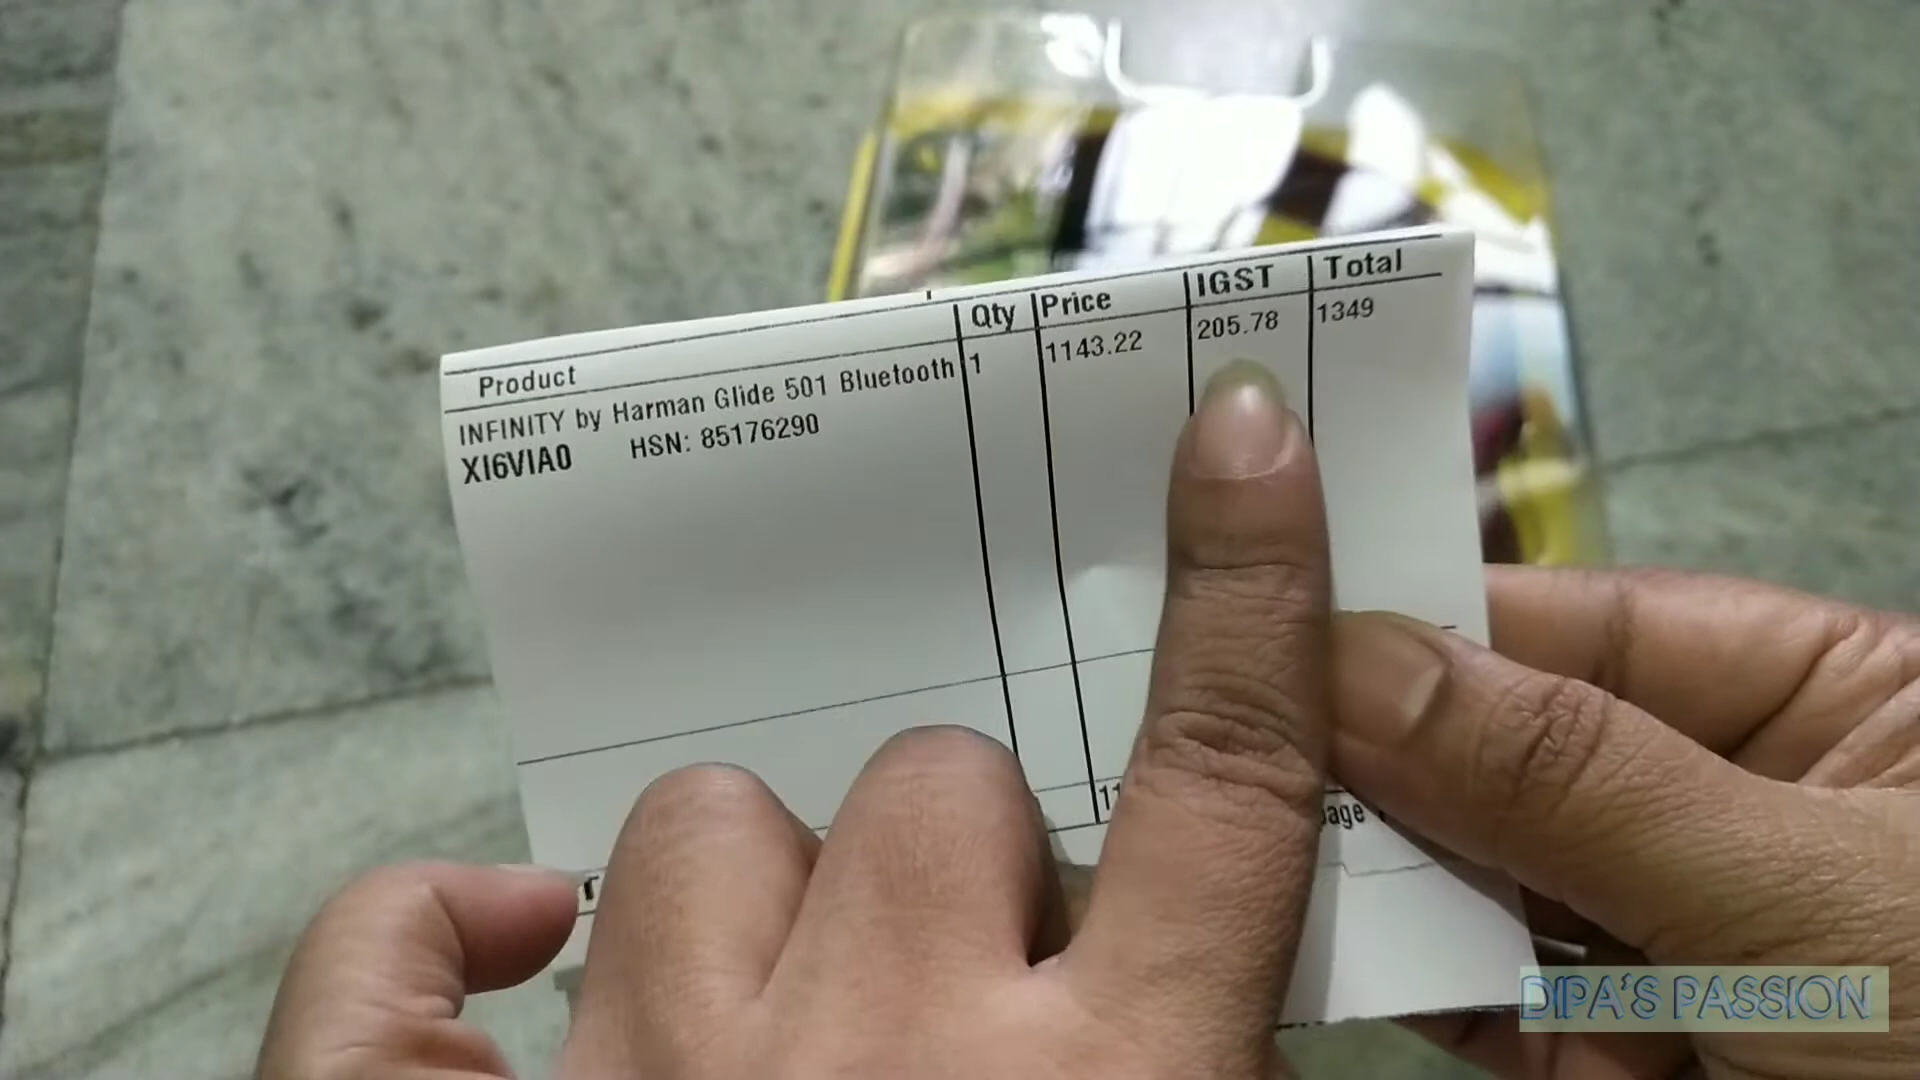 Product Qty Price IGST Total
INFINITY by Harman Glide 501 Bluetooth 1 1143.22 205.78 1349
XI6VIA0 HSN: 85176290
DIPA'S PASSION